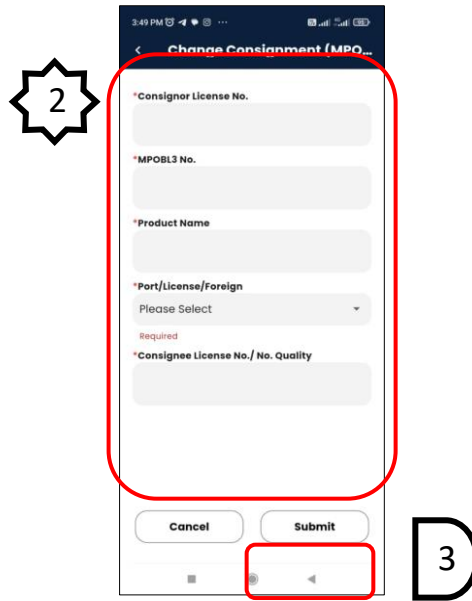 3:49 PM
Change Consignment (MPO...
2
*Consignor License No.
*MPOBL3 No.
*Product Name
*Port/License/Foreign
Please Select
Required
*Consignee License No./ No. Quality
Cancel
Submit
3